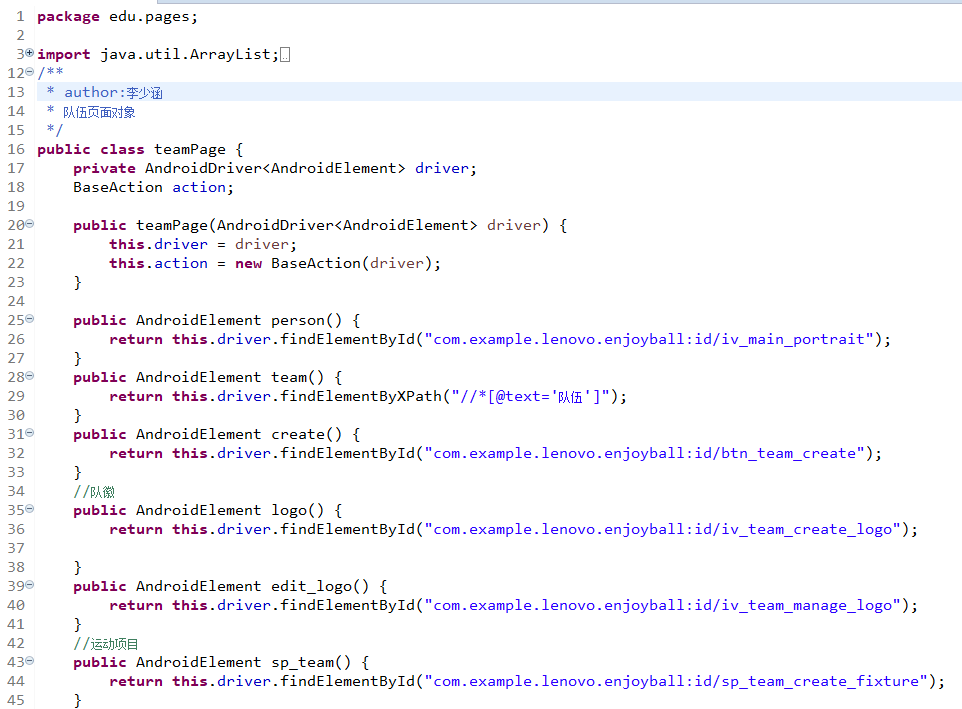 1 package edu.pages;
2
3 import java.util.ArrayList;
12 /**
13  * author:李少涵
14  * 队伍页面对象
15  */
16 public class teamPage {
17     private AndroidDriver<AndroidElement> driver;
18     BaseAction action;
19
20     public teamPage(AndroidDriver<AndroidElement> driver) {
21         this.driver = driver;
22         this.action = new BaseAction(driver);
23     }
24
25     public AndroidElement person() {
26         return this.driver.findElementById("com.example.lenovo.enjoyball:id/iv_main_portrait");
27     }
28     public AndroidElement team() {
29         return this.driver.findElementByXPath("//*[@text='队伍']");
30     }
31     public AndroidElement create() {
32         return this.driver.findElementById("com.example.lenovo.enjoyball:id/btn_team_create");
33     }
34     //队徽
35     public AndroidElement logo() {
36         return this.driver.findElementById("com.example.lenovo.enjoyball:id/iv_team_create_logo");
37
38     }
39     public AndroidElement edit_logo() {
40         return this.driver.findElementById("com.example.lenovo.enjoyball:id/iv_team_manage_logo");
41     }
42     //运动项目
43     public AndroidElement sp_team() {
44         return this.driver.findElementById("com.example.lenovo.enjoyball:id/sp_team_create_fixture");
45     }